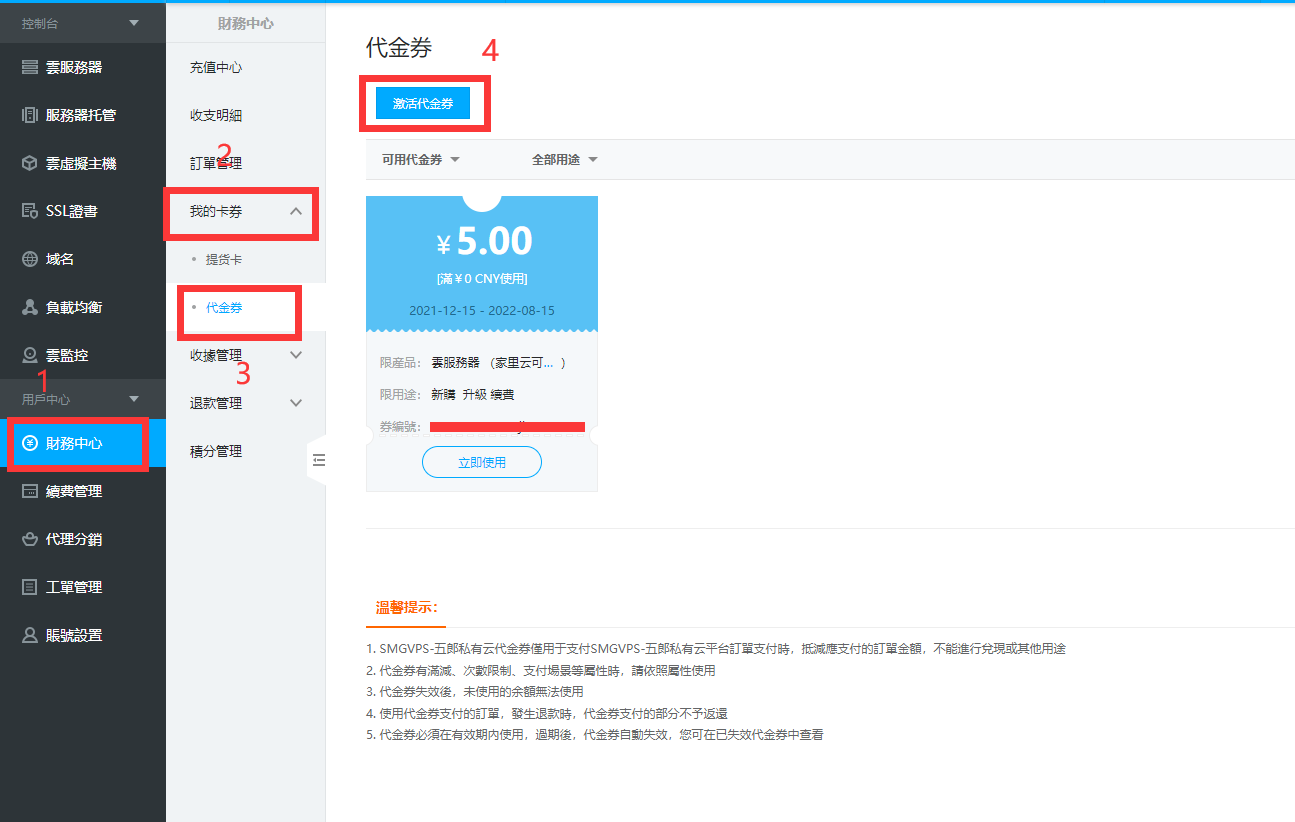 控制台
雲服務器
服務器托管
雲虛擬主機
SSL證書
域名
負載均衡
雲監控
1
用戶中心
財務中心
續費管理
代理分銷
工單管理
賬號設置
財務中心
充值中心
收支明細
2
訂單管理
我的卡券
提货卡
代金券
收據管理
3
退款管理
積分管理
代金券
4
激活代金券
可用代金券
全部用途
¥ 5.00
[滿 ¥ 0 CNY使用]
2021-12-15 - 2022-08-15
限産品： 雲服務器 （家里云可... ）
限用途： 新購 升級 續費
券編號：
立即使用
溫馨提示：
1. SMGVPS-五郎私有云代金券僅用于支付SMGVPS-五郎私有云平台訂單支付時，抵減應支付的訂單金額，不能進行兌現或其他用途
2. 代金券有滿減、次數限制、支付場景等屬性時，請依照屬性使用
3. 代金券失效後，未使用的余額無法使用
4. 使用代金券支付的訂單，發生退款時，代金券支付的部分不予返還
5. 代金券必須在有效期内使用，過期後，代金券自動失效，您可在已失效代金券中查看